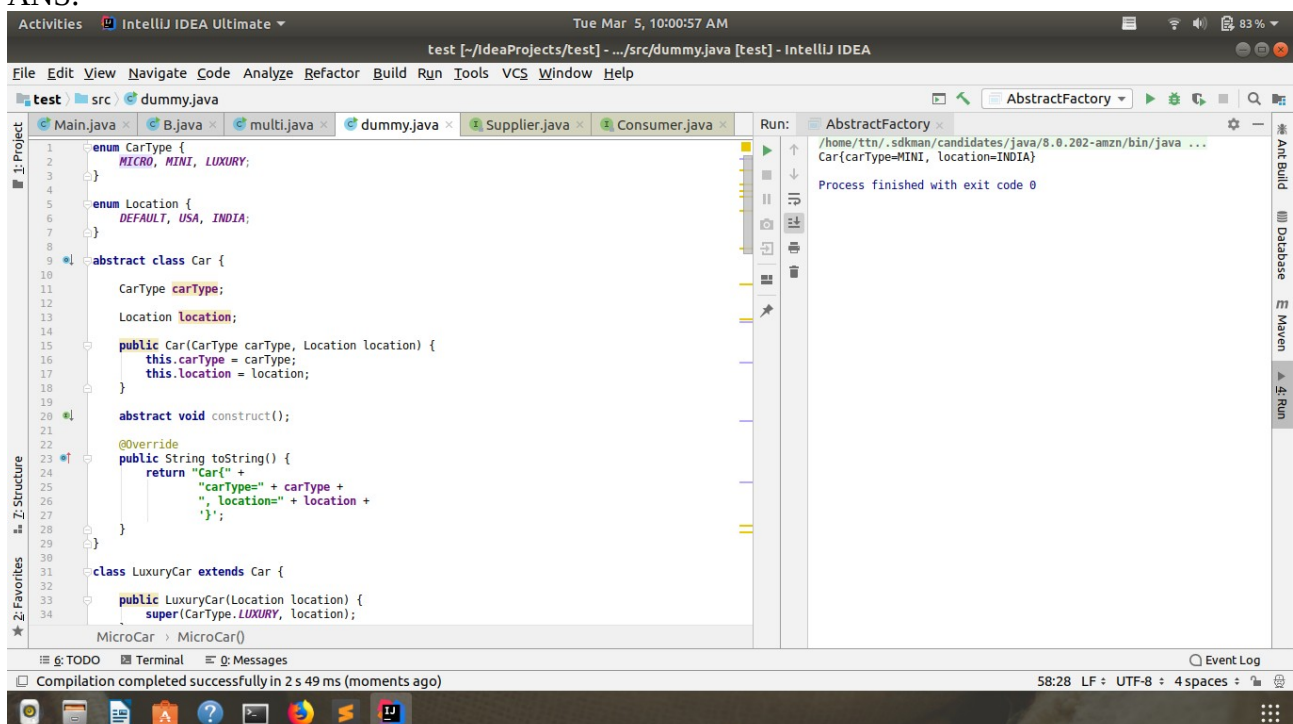 ANS:
Activities IntelliJ IDEA Ultimate Tue Mar 5, 10:00:57 AM 83 %
test [~/IdeaProjects/test] - .../src/dummy.java [test] - IntelliJ IDEA
File Edit View Navigate Code Analyze Refactor Build Run Tools VCS Window Help
test src dummy.java AbstractFactory
Main.java B.java multi.java dummy.java Supplier.java Consumer.java Run: AbstractFactory
1: Project
7: Structure
2: Favorites
1 enum CarType {
2 MICRO, MINI, LUXURY;
3 }
4
5 enum Location {
6 DEFAULT, USA, INDIA;
7 }
8
9 abstract class Car {
10
11 CarType carType;
12
13 Location location;
14
15 public Car(CarType carType, Location location) {
16 this.carType = carType;
17 this.location = location;
18 }
19
20 abstract void construct();
21
22 @Override
23 public String toString() {
24 return "Car{" +
25 "carType=" + carType +
26 ", location=" + location +
27 '}';
28 }
29 }
30
31 class LuxuryCar extends Car {
32
33 public LuxuryCar(Location location) {
34 super(CarType.LUXURY, location);
MicroCar › MicroCar()
/home/ttn/.sdkman/candidates/java/8.0.202-amzn/bin/java ...
Car{carType=MINI, location=INDIA}
Process finished with exit code 0
Ant Build
Database
m Maven
4: Run
6: TODO Terminal 0: Messages Event Log
Compilation completed successfully in 2 s 49 ms (moments ago) 58:28 LF UTF-8 4 spaces